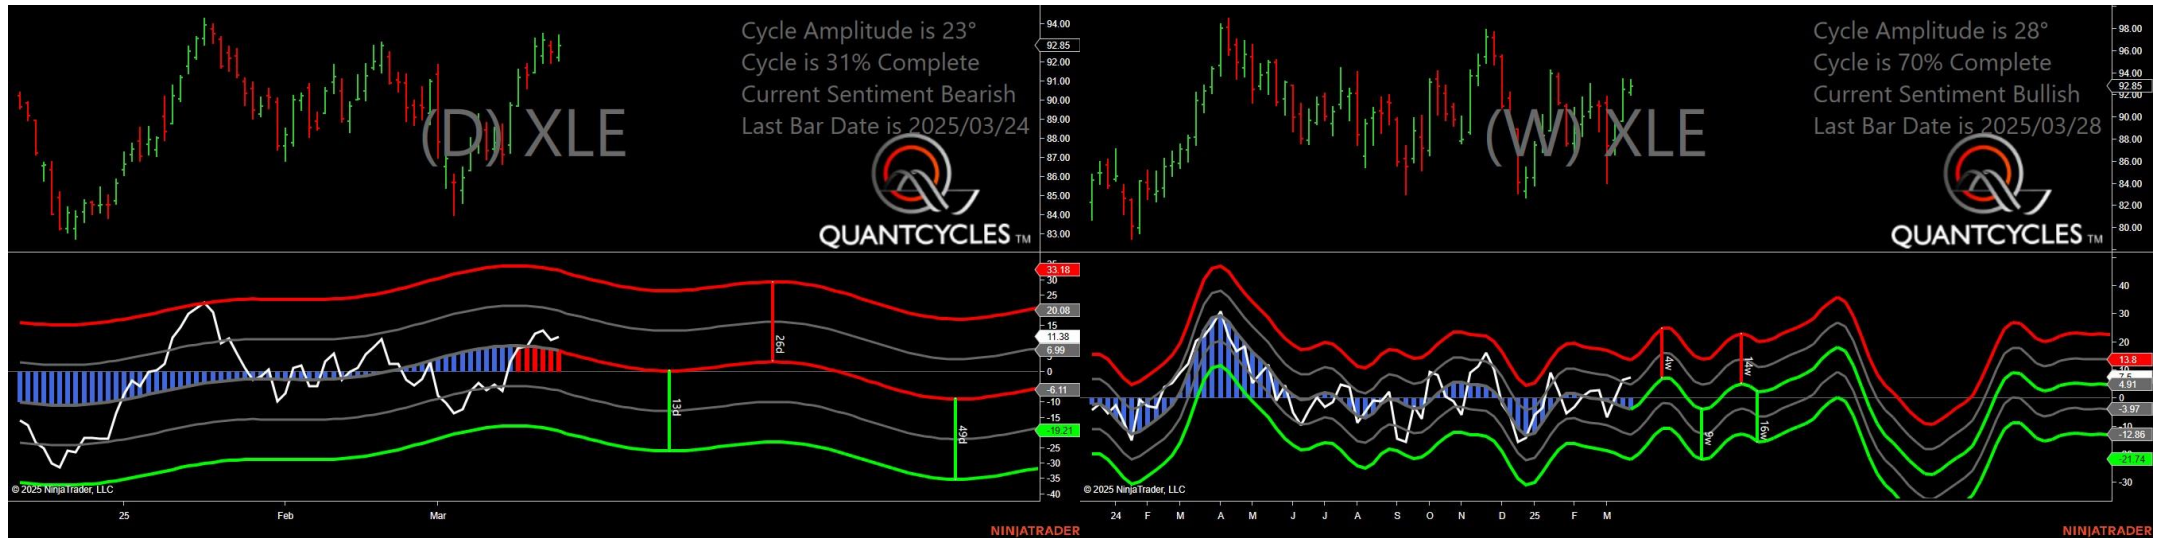 Cycle Amplitude is 23°
Cycle is 31% Complete
Current Sentiment Bearish
Last Bar Date is 2025/03/24
(D) XLE
QUANTCYCLES TM
94.00
92.85
92.00
91.00
90.00
89.00
88.00
87.00
86.00
85.00
84.00
83.00
35
33.18
30
25
20.08
15
11.38
6.99
5
0
-6.11
-10
-15
-19.21
-25
-30
-35
-40
26d
13d
49d
© 2025 NinjaTrader, LLC
25 Feb Mar
NINJATRADER
Cycle Amplitude is 28°
Cycle is 70% Complete
Current Sentiment Bullish
Last Bar Date is 2025/03/28
(W) XLE
QUANTCYCLES TM
98.00
96.00
94.00
92.85
92.00
90.00
88.00
86.00
84.00
82.00
80.00
40
30
20
13.8
7.5
4.91
0
-3.97
-10
-12.86
-21.74
-30
4w
14w
9w
16w
© 2025 NinjaTrader, LLC
24 F M A M J J A S O N D 25 F M
NINJATRADER